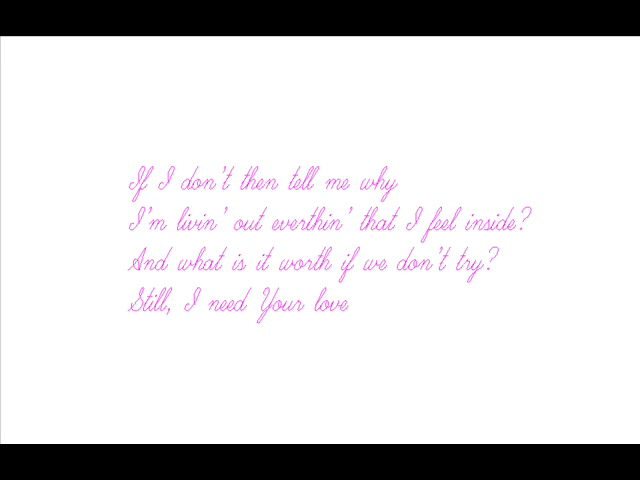 If I don't then tell me why
I'm livin' out everthin' that I feel inside?
And what is it worth if we don't try?
Still, I need Your love